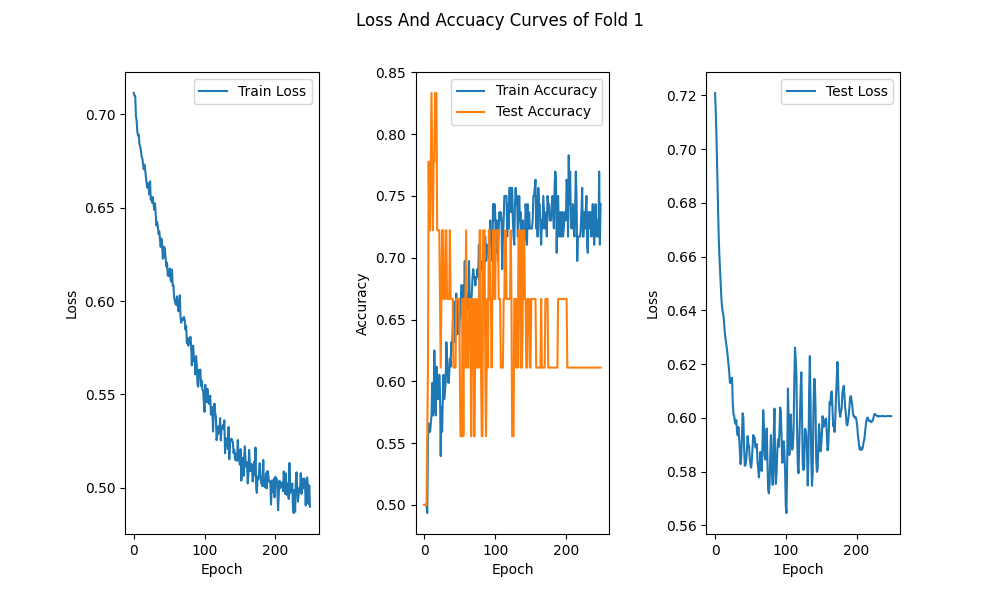 Loss And Accuacy Curves of Fold 1
Train Loss
0.70
0.65
0.60
0.55
0.50
Loss
0
100
200
Epoch
Train Accuracy
Test Accuracy
0.85
0.80
0.75
0.70
0.65
0.60
0.55
0.50
Accuracy
0
100
200
Epoch
Test Loss
0.72
0.70
0.68
0.66
0.64
0.62
0.60
0.58
0.56
Loss
0
100
200
Epoch